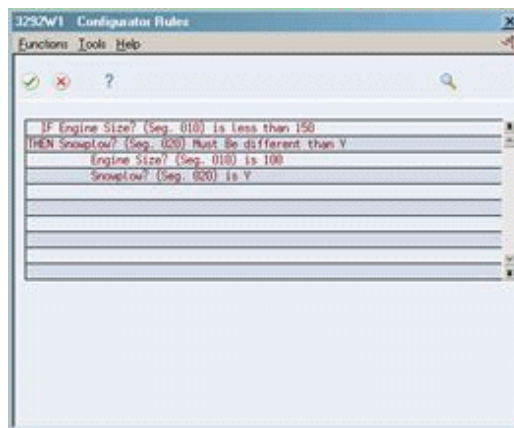 3292W1 Configurator Rules
Functions Tools Help
?
IF Engine Size? (Seg. 010) is less than 150
THEN Snowplow? (Seg. 020) Must Be different than Y
Engine Size? (Seg. 010) is 100
Snowplow? (Seg. 020) is Y